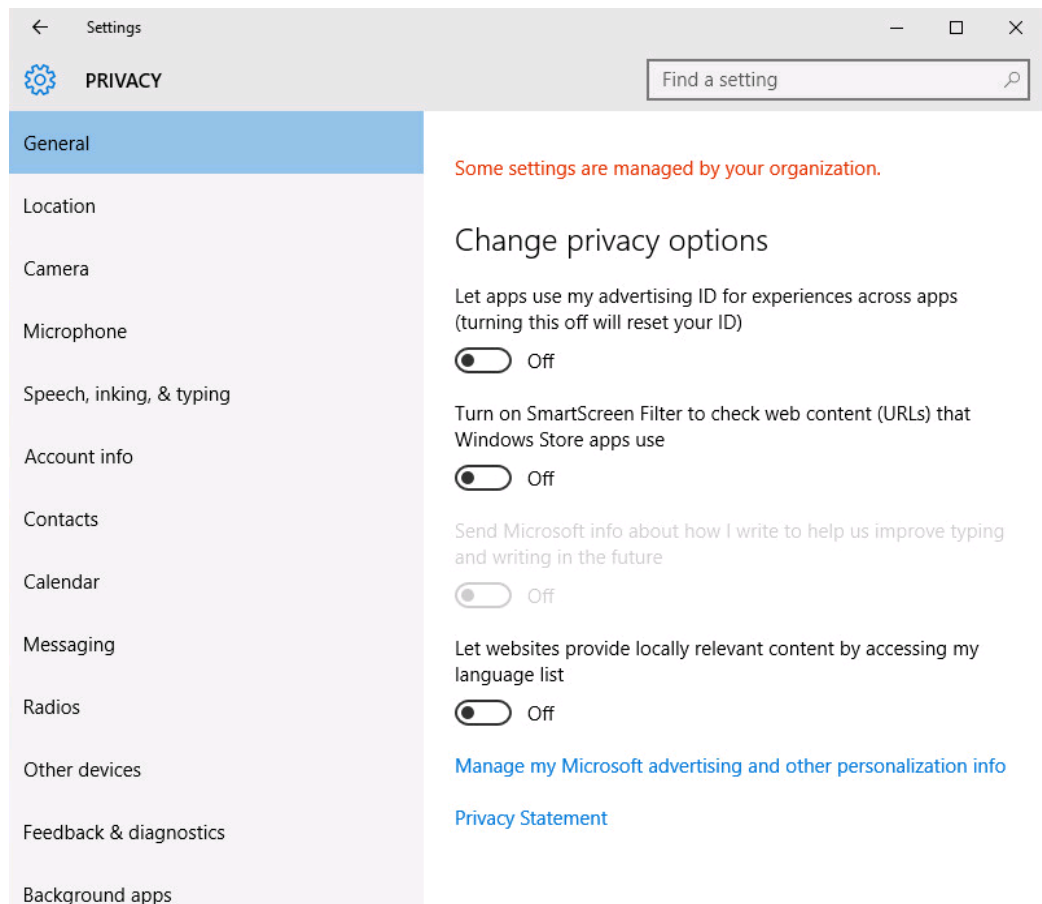 Settings
PRIVACY
Find a setting
General
Location
Camera
Microphone
Speech, inking, & typing
Account info
Contacts
Calendar
Messaging
Radios
Other devices
Feedback & diagnostics
Background apps
Some settings are managed by your organization.
Change privacy options
Let apps use my advertising ID for experiences across apps
(turning this off will reset your ID)
Off
Turn on SmartScreen Filter to check web content (URLs) that
Windows Store apps use
Off
Send Microsoft info about how I write to help us improve typing
and writing in the future
Off
Let websites provide locally relevant content by accessing my
language list
Off
Manage my Microsoft advertising and other personalization info
Privacy Statement